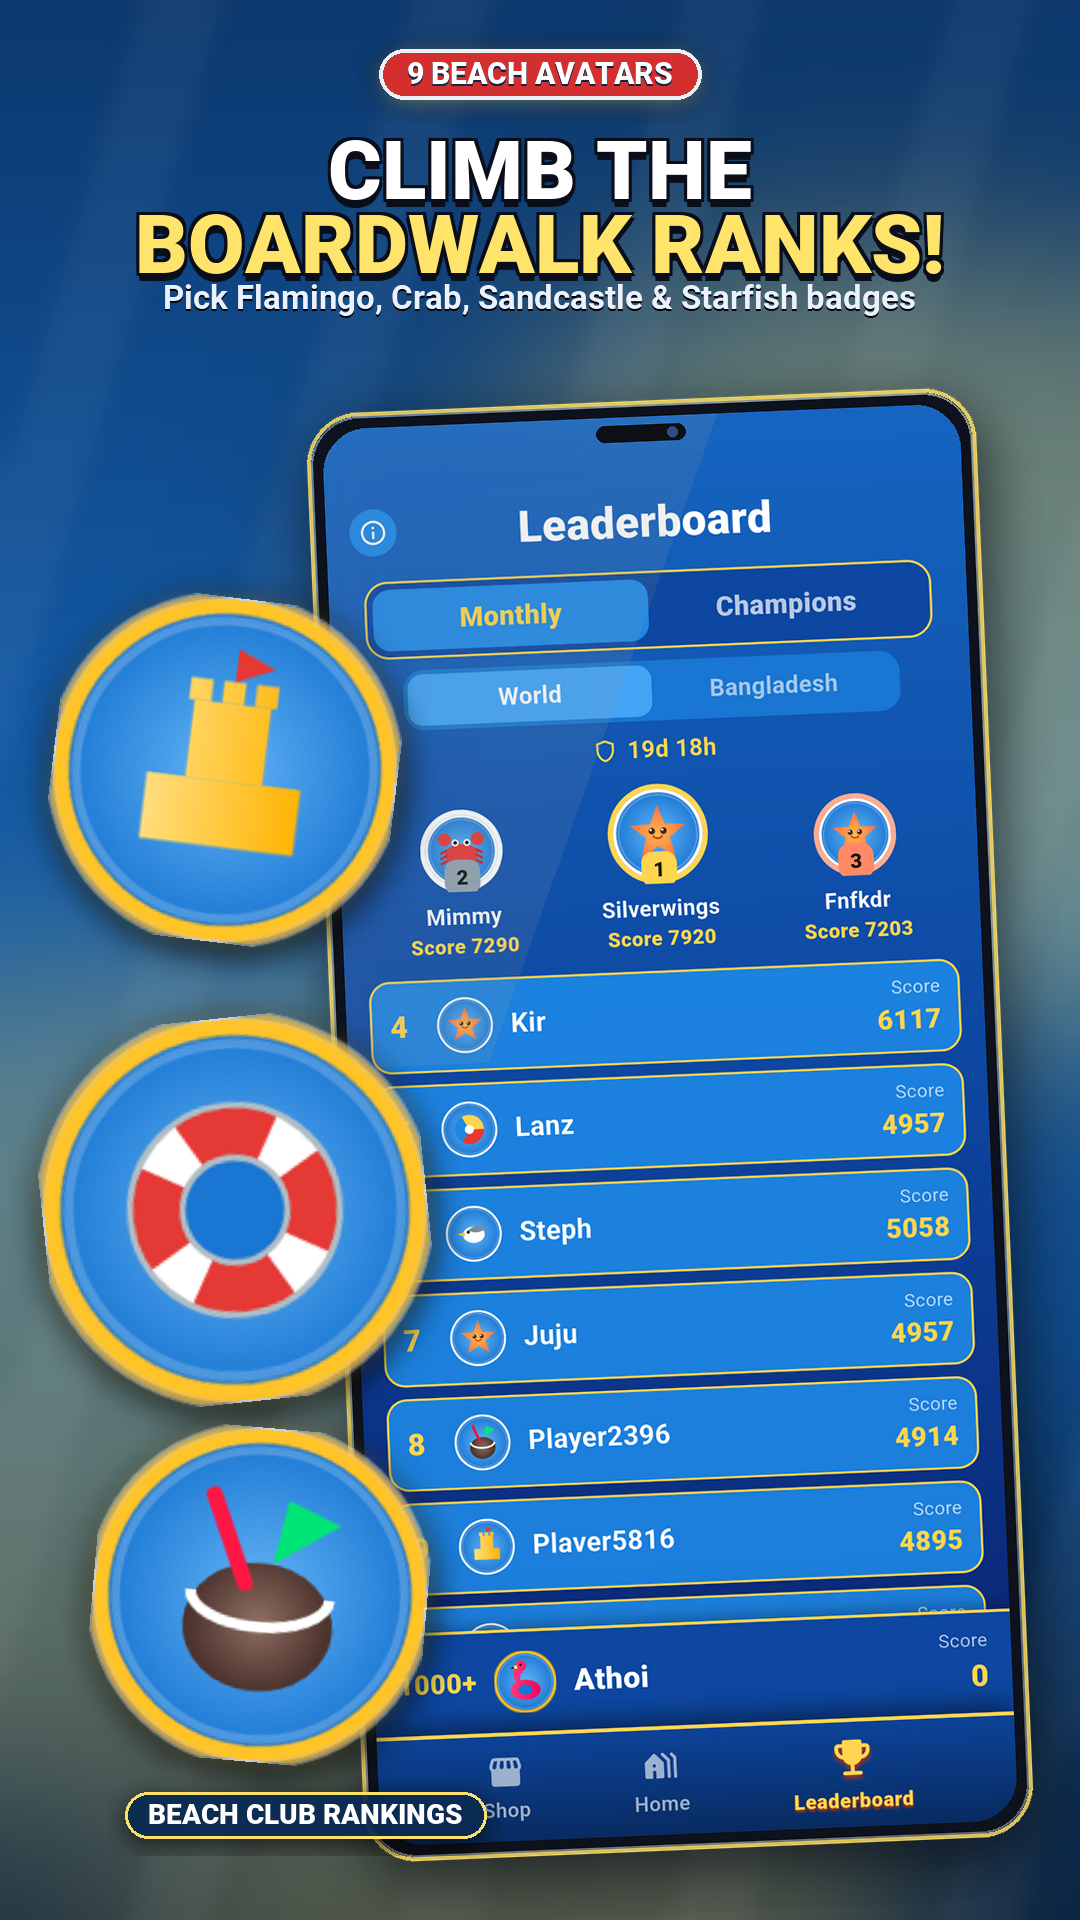 9 BEACH AVATARS
CLIMB THE
BOARDWALK RANKS!
Pick Flamingo, Crab, Sandcastle & Starfish badges
Leaderboard
Monthly
Champions
World
Bangladesh
19d 18h
2
Mimmy
Score 7290
1
Silverwings
Score 7920
3
Fnfkdr
Score 7203
4
Kir
Score
6117
Lanz
Score
4957
Steph
Score
5058
7
Juju
Score
4957
8
Player2396
Score
4914
Plaver5816
Score
4895
Score
000+
Athoi
Score
0
Shop
Home
Leaderboard
BEACH CLUB RANKINGS